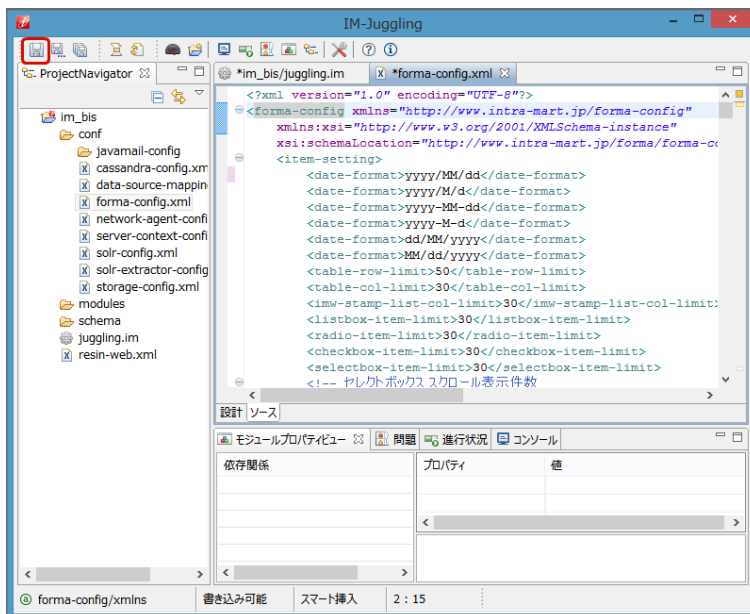 IM-Juggling
ProjectNavigator
im_bis
conf
javamail-config
cassandra-config.xm
data-source-mappin
forma-config.xml
network-agent-confi
server-context-confi
solr-config.xml
solr-extractor-config
storage-config.xml
modules
schema
juggling.im
resin-web.xml
*im_bis/juggling.im
*forma-config.xml
<?xml version="1.0" encoding="UTF-8"?>
<forma-config xmlns="http://www.intra-mart.jp/forma-config"
xmlns:xsi="http://www.w3.org/2001/XMLSchema-instance"
xsi:schemaLocation="http://www.intra-mart.jp/forma/forma-co
<item-setting>
<date-format>yyyy/MM/dd</date-format>
<date-format>yyyy/M/d</date-format>
<date-format>yyyy-MM-dd</date-format>
<date-format>yyyy-M-d</date-format>
<date-format>dd/MM/yyyy</date-format>
<date-format>MM/dd/yyyy</date-format>
<table-row-limit>50</table-row-limit>
<table-col-limit>30</table-col-limit>
<imw-stamp-list-col-limit>30</imw-stamp-list-col-limit>
<listbox-item-limit>30</listbox-item-limit>
<radio-item-limit>30</radio-item-limit>
<checkbox-item-limit>30</checkbox-item-limit>
<selectbox-item-limit>30</selectbox-item-limit>
<!-- セレクトボックス スクロール表示件数
設計 ソース
モジュールプロパティビュー 問題 進行状況 コンソール
依存関係
プロパティ 値
forma-config/xmlns 書き込み可能 スマート挿入 2 : 15